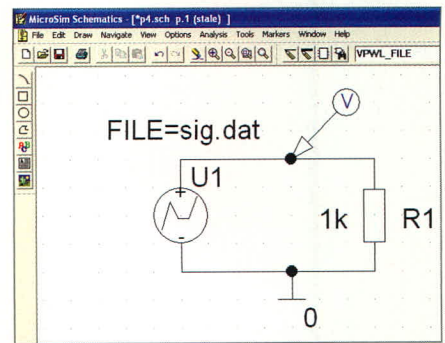 MicroSim Schematics - [*p4.sch p.1 (stale) ]
File Edit Draw Navigate View Options Analysis Tools Markers Window Help
VPWL_FILE
V
FILE=sig.dat
U1
+
-
1k R1
0